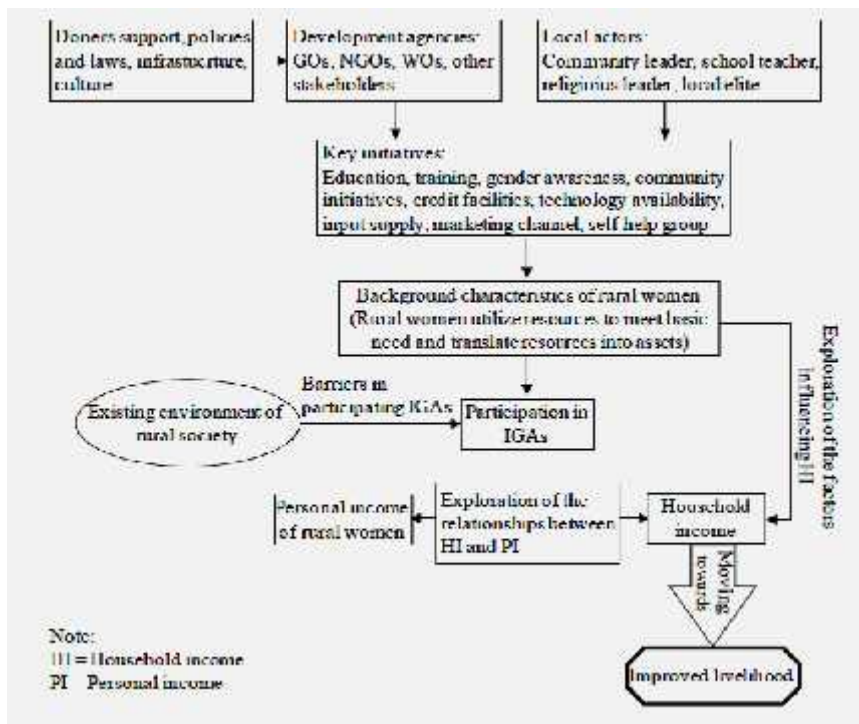 Doners support, policies
and laws, infrastucrture,
culture
Development agencies:
GOs, NGOs, WOs, other
stakeholders
Local actors:
Community leader, school teacher,
religinius leader, local elite
Key initiatives:
Education, training, gender awareness, community
initiatives, credit facilities, technology availability,
input supply, marketing channel, self help group
Background characteristics of rural women
(Rural women utilize resources to meet basic
need and translate resources into assets)
Exploration of the factors
influencing HI
Barriers in
participating IGAs
Existing environment of
rural society
Participation in
IGAs
Personal income
of rural women
Exploration of the
relationships between
HI and PI
Household
income
Moving
towards
Improved livelihood
Note:
HI = Household income
PI Personal income